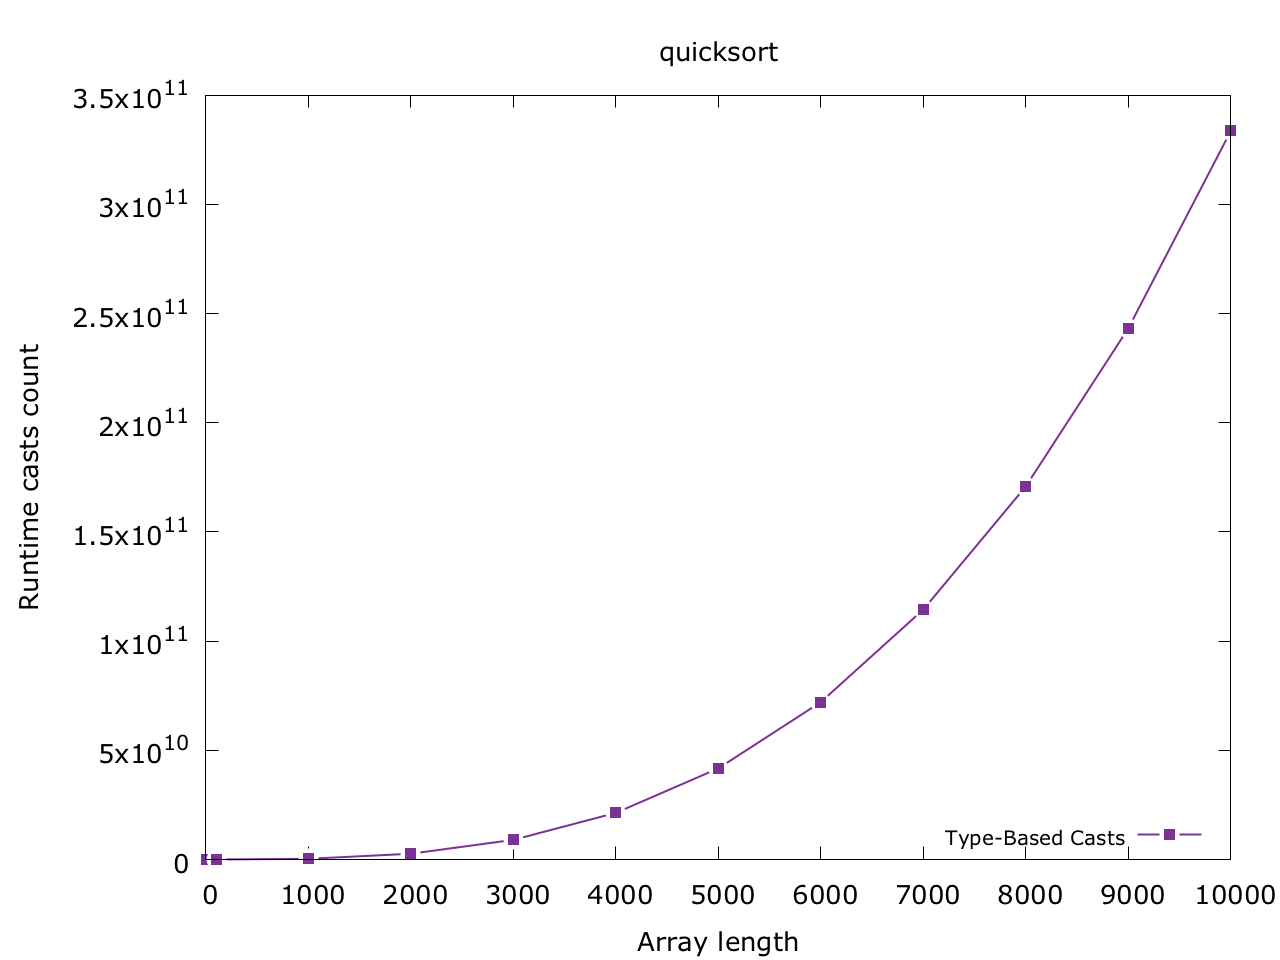 quicksort
3.5x10^11
3x10^11
2.5x10^11
2x10^11
1.5x10^11
1x10^11
5x10^10
0
Runtime casts count
Type-Based Casts
0 1000 2000 3000 4000 5000 6000 7000 8000 9000 10000
Array length